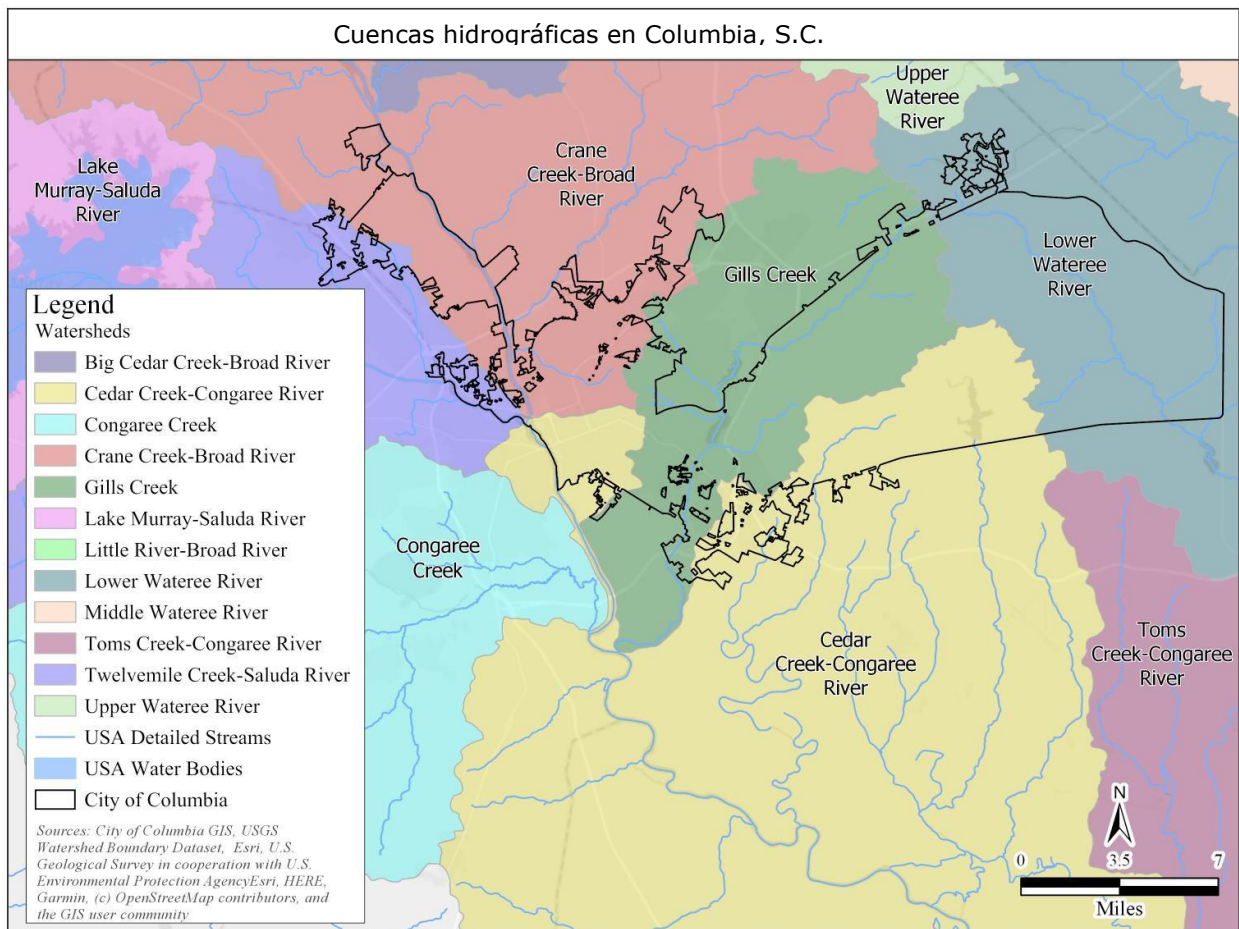 Cuencas hidrográficas en Columbia, S.C.
Upper
Wateree
River
Lake
Murray-Saluda
River
Crane
Creek-Broad
River
Gills Creek
Lower
Wateree
River
Congaree
Creek
Cedar
Creek-Congaree
River
Toms
Creek-Congaree
River
Legend
Watersheds
Big Cedar Creek-Broad River
Cedar Creek-Congaree River
Congaree Creek
Crane Creek-Broad River
Gills Creek
Lake Murray-Saluda River
Little River-Broad River
Lower Wateree River
Middle Wateree River
Toms Creek-Congaree River
Twelvemile Creek-Saluda River
Upper Wateree River
USA Detailed Streams
USA Water Bodies
City of Columbia
Sources: City of Columbia GIS, USGS
Watershed Boundary Dataset, Esri, U.S.
Geological Survey in cooperation with U.S.
Environmental Protection AgencyEsri, HERE,
Garmin, (c) OpenStreetMap contributors, and
the GIS user community
N
0 3.5 7
Miles